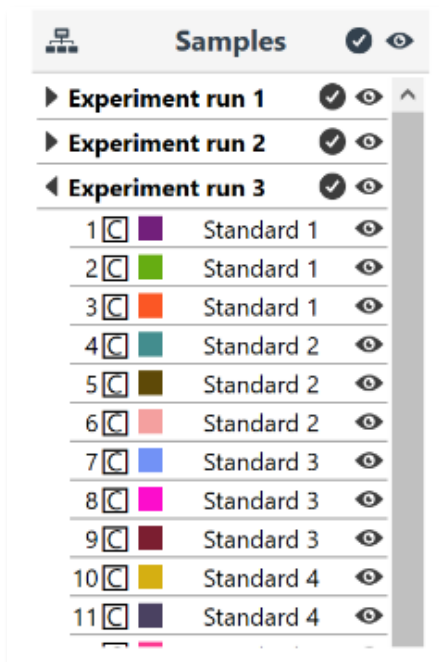 Samples
Experiment run 1
Experiment run 2
Experiment run 3
1 C Standard 1
2 C Standard 1
3 C Standard 1
4 C Standard 2
5 C Standard 2
6 C Standard 2
7 C Standard 3
8 C Standard 3
9 C Standard 3
10 C Standard 4
11 C Standard 4